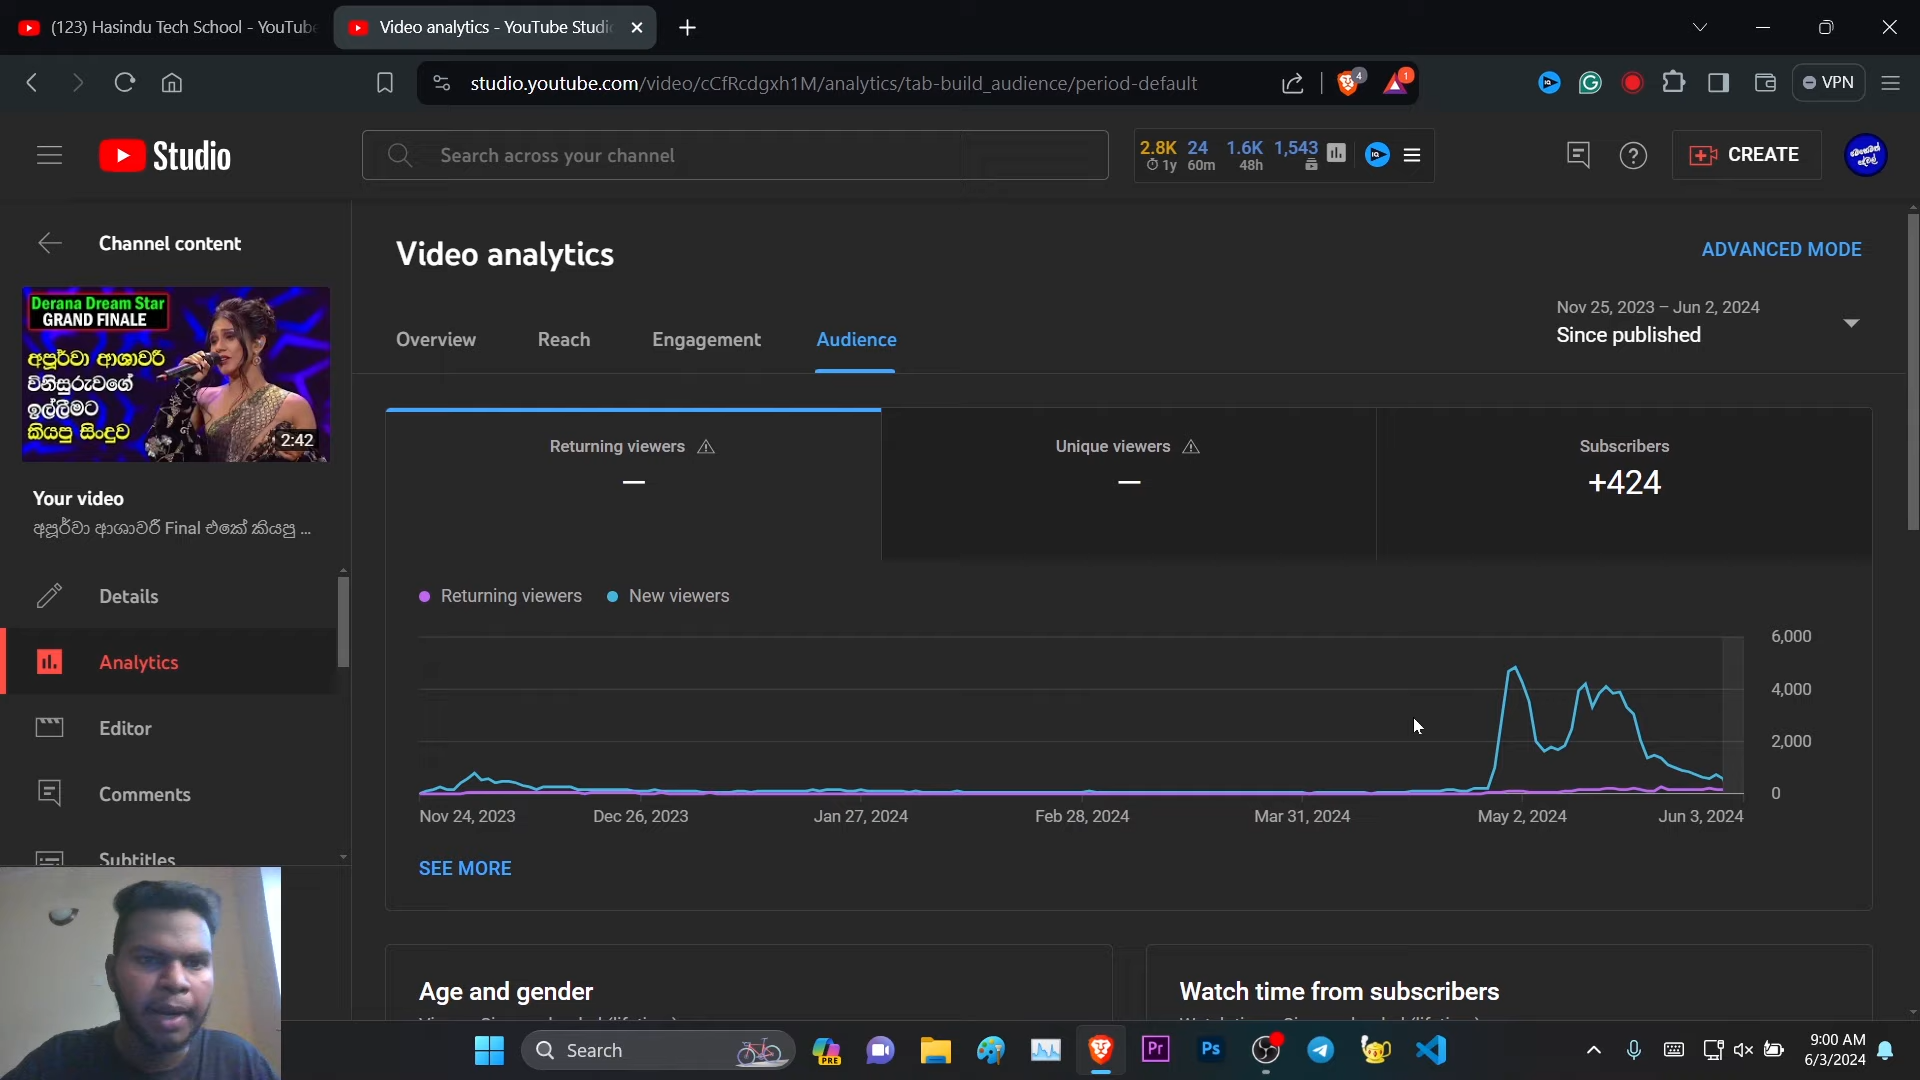 (123) Hasindu Tech School - YouTube
Video analytics - YouTube Studio
studio.youtube.com/video/cCfRcdgxh1M/analytics/tab-build_audience/period-default
4
1
VPN
Studio
Search across your channel
2.8K 24 1.6K 1,543
1y 60m 48h
CREATE
Channel content
Derana Dream Star
GRAND FINALE
අපූර්වා ආශාවරී
විනිසුරුවගේ
ඉල්ලීමට
කියපු සිංදුව
2:42
Your video
අපූර්වා ආශාවරී Final එකේ කියපු ...
Details
Analytics
Editor
Comments
Subtitles
Video analytics
ADVANCED MODE
Nov 25, 2023 – Jun 2, 2024
Since published
Overview
Reach
Engagement
Audience
Returning viewers
—
Unique viewers
—
Subscribers
+424
Returning viewers
New viewers
6,000
4,000
2,000
0
Nov 24, 2023
Dec 26, 2023
Jan 27, 2024
Feb 28, 2024
Mar 31, 2024
May 2, 2024
Jun 3, 2024
SEE MORE
Age and gender
Watch time from subscribers
Search
PRE
Pr
Ps
9:00 AM
6/3/2024